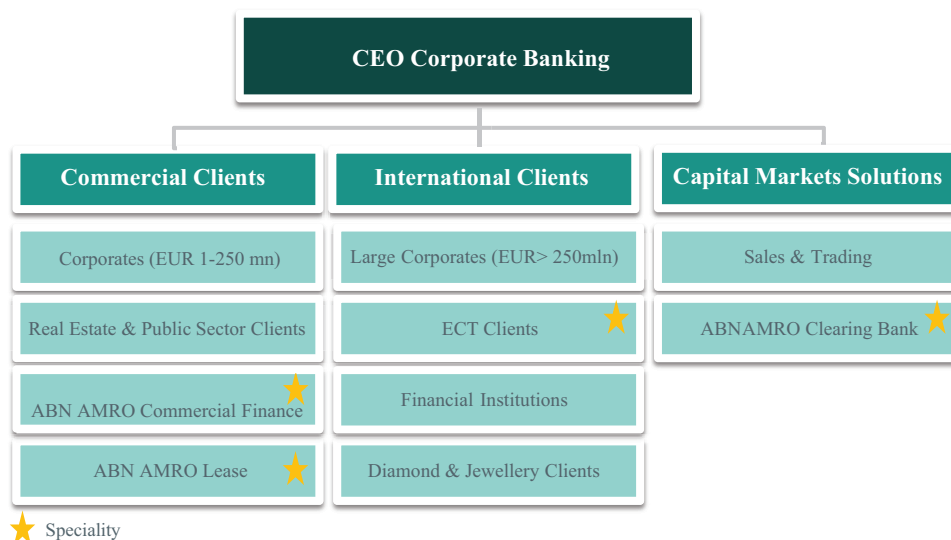 CEO Corporate Banking
Commercial Clients
International Clients
Capital Markets Solutions
Corporates (EUR 1-250 mn)
Large Corporates (EUR> 250mln)
Sales & Trading
Real Estate & Public Sector Clients
ECT Clients
ABNAMRO Clearing Bank
ABN AMRO Commercial Finance
Financial Institutions
ABN AMRO Lease
Diamond & Jewellery Clients
Speciality